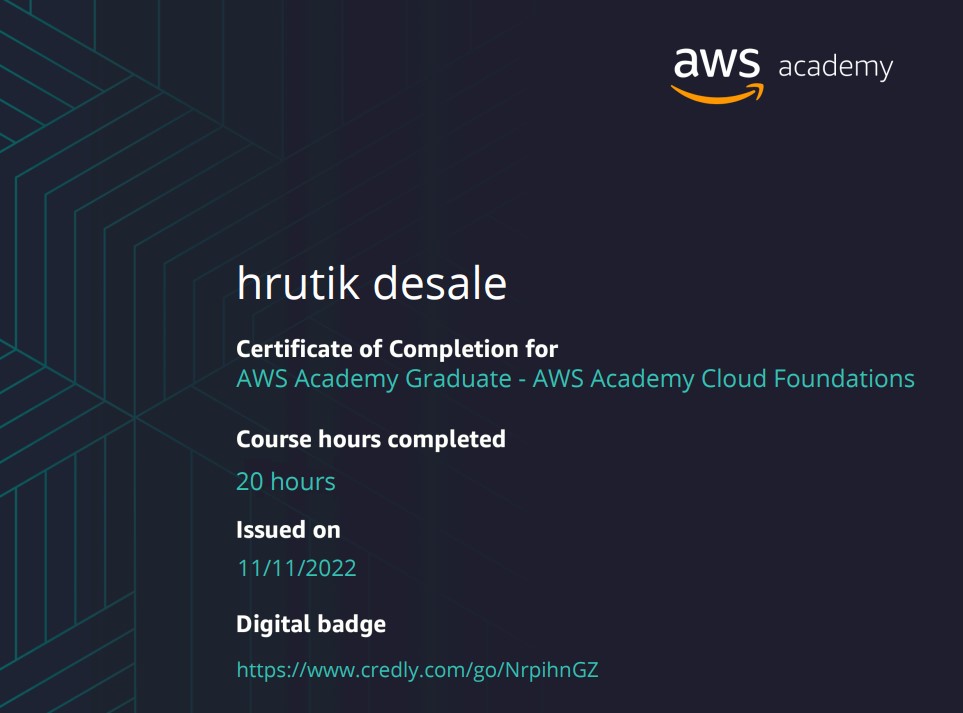 aws academy
hrutik desale
Certificate of Completion for
AWS Academy Graduate - AWS Academy Cloud Foundations
Course hours completed
20 hours
Issued on
11/11/2022
Digital badge
https://www.credly.com/go/NrpihnGZ